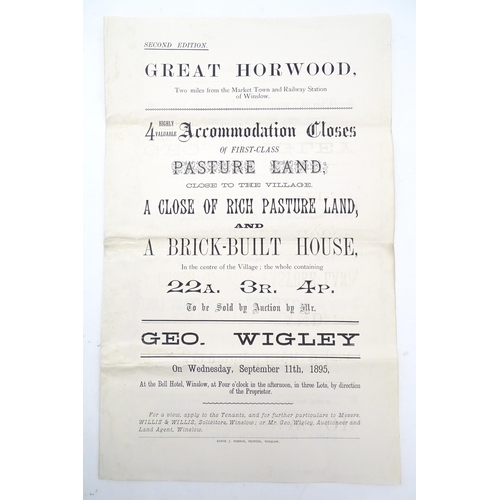 SECOND EDITION.
GREAT HORWOOD,
Two miles from the Market Town and Railway Station
of Winslow.
4 HIGHLY VALUABLE Accommodation Closes
Of FIRST-CLASS
PASTURE LAND,
CLOSE TO THE VILLAGE.
A CLOSE OF RICH PASTURE LAND,
AND
A BRICK-BUILT HOUSE,
In the centre of the Village; the whole containing
22A. 3R. 4P.
To be Sold by Auction by Mr.
GEO. WIGLEY
On Wednesday, September 11th, 1895,
At the Bell Hotel, Winslow, at Four o'clock in the afternoon, in three Lots, by direction
of the Proprietor.
For a view, apply to the Tenants, and for further particulars to Messrs.
WILLIS & WILLIS, Solicitors, Winslow; or Mr. Geo. Wigley, Auctioneer and
Land Agent, Winslow.
PRINTER, WINSLOW.